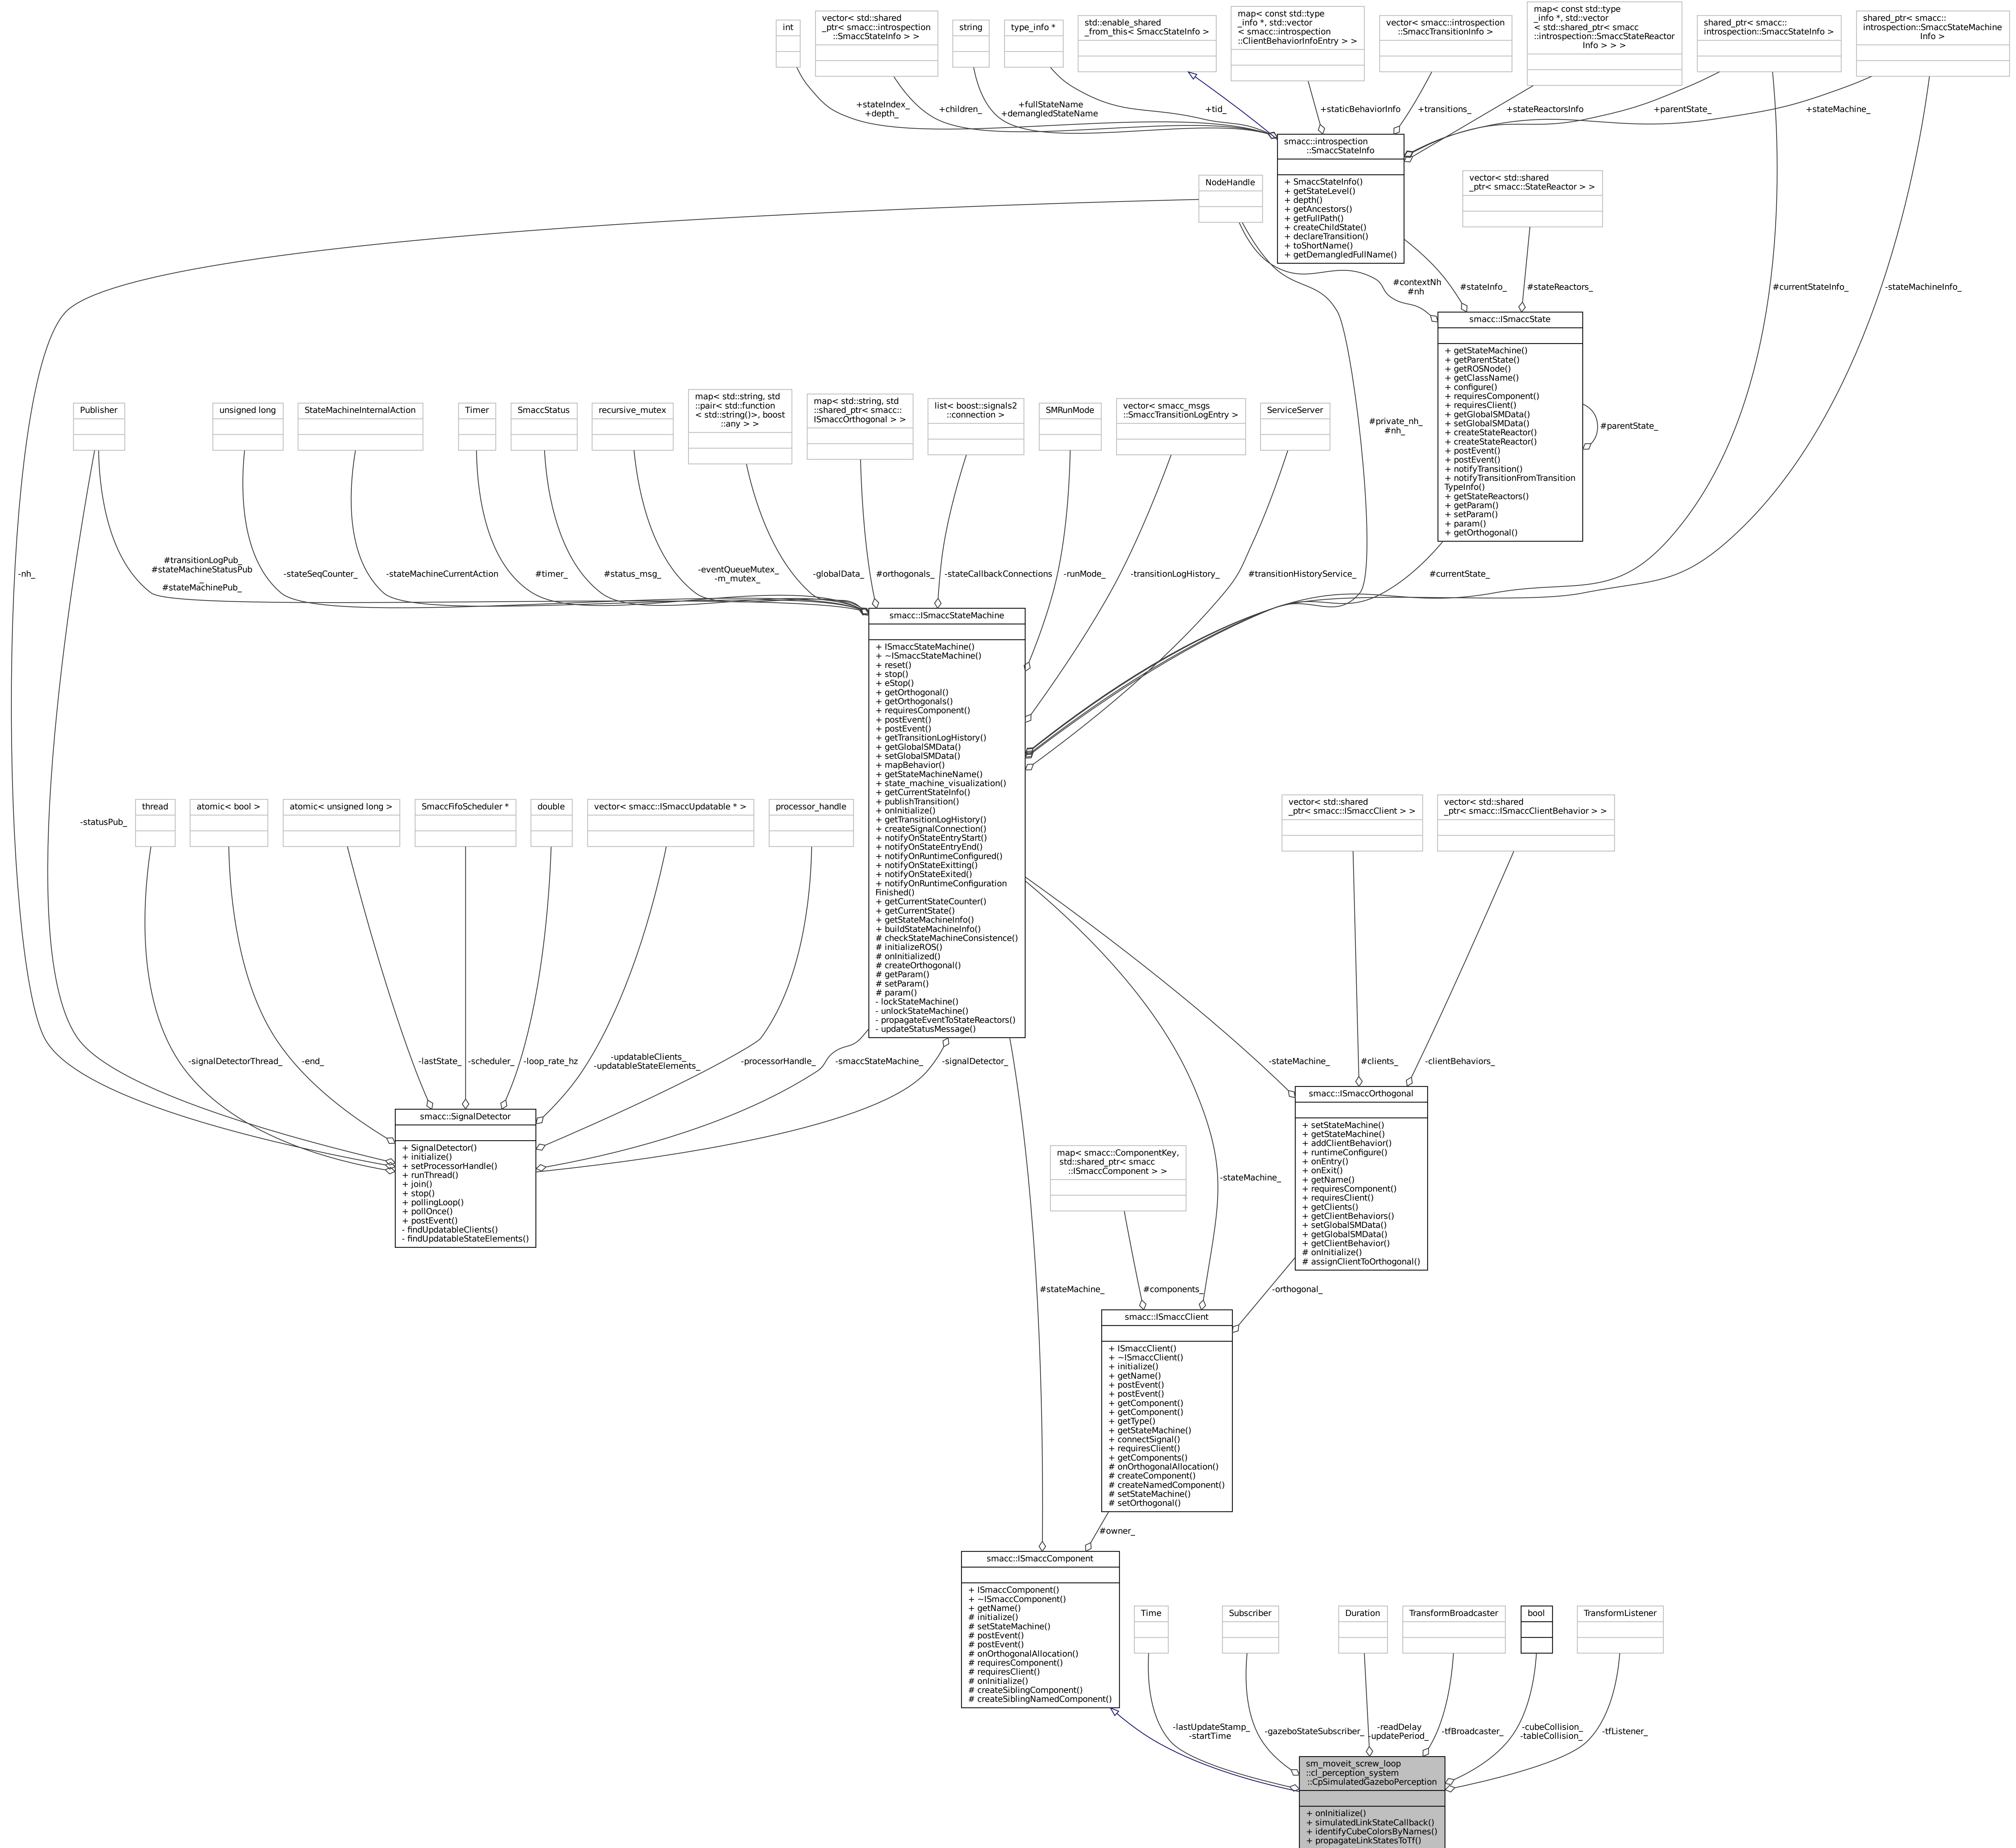 int
vector< std::shared
_ptr< smacc::introspection
::SmaccStateInfo > >
string
type_info *
std::enable_shared
_from_this< SmaccStateInfo >
map< const std::type
_info *, std::vector
< smacc::introspection
::ClientBehaviorInfoEntry > >
vector< smacc::introspection
::SmaccTransitionInfo >
map< const std::type
_info *, std::vector
< std::shared_ptr< smacc
::introspection::SmaccStateReactor
Info > > >
shared_ptr< smacc::
introspection::SmaccStateInfo >
shared_ptr< smacc::
introspection::SmaccStateMachine
Info >
+stateIndex_
+depth_
+children_
+fullStateName
+demangledStateName
+tid_
+staticBehaviorInfo
+transitions_
+stateReactorsInfo
+parentState_
+stateMachine_
smacc::introspection
::SmaccStateInfo
+ SmaccStateInfo()
+ getStateLevel()
+ depth()
+ getAncestors()
+ getFullPath()
+ createChildState()
+ declareTransition()
+ toShortName()
+ getDemangledFullName()
NodeHandle
vector< std::shared
_ptr< smacc::StateReactor > >
#contextNh
#nh
#stateInfo_
#stateReactors_
#currentStateInfo_
-stateMachineInfo_
smacc::ISmaccState
+ getStateMachine()
+ getParentState()
+ getROSNode()
+ getClassName()
+ configure()
+ requiresComponent()
+ requiresClient()
+ getGlobalSMData()
+ setGlobalSMData()
+ createStateReactor()
+ createStateReactor()
+ postEvent()
+ postEvent()
+ notifyTransition()
+ notifyTransitionFromTransition
TypeInfo()
+ getStateReactors()
+ getParam()
+ setParam()
+ param()
+ getOrthogonal()
#parentState_
Publisher
unsigned long
StateMachineInternalAction
Timer
SmaccStatus
recursive_mutex
map< std::string, std
::pair< std::function
< std::string()>, boost
::any > >
map< std::string, std
::shared_ptr< smacc::
ISmaccOrthogonal > >
list< boost::signals2
::connection >
SMRunMode
vector< smacc_msgs
::SmaccTransitionLogEntry >
ServiceServer
#private_nh_
#nh_
-nh_
#transitionLogPub_
#stateMachineStatusPub
_
#stateMachinePub_
-stateSeqCounter_
-stateMachineCurrentAction
#timer_
#status_msg_
-eventQueueMutex_
-m_mutex_
-globalData_
#orthogonals_
-stateCallbackConnections
-runMode_
-transitionLogHistory_
#transitionHistoryService_
#currentState_
smacc::ISmaccStateMachine
+ ISmaccStateMachine()
+ ~ISmaccStateMachine()
+ reset()
+ stop()
+ eStop()
+ getOrthogonal()
+ getOrthogonals()
+ requiresComponent()
+ postEvent()
+ postEvent()
+ getTransitionLogHistory()
+ getGlobalSMData()
+ setGlobalSMData()
+ mapBehavior()
+ getStateMachineName()
+ state_machine_visualization()
+ getCurrentStateInfo()
+ publishTransition()
+ onInitialize()
+ getTransitionLogHistory()
+ createSignalConnection()
+ notifyOnStateEntryStart()
+ notifyOnStateEntryEnd()
+ notifyOnRuntimeConfigured()
+ notifyOnStateExitting()
+ notifyOnStateExited()
+ notifyOnRuntimeConfiguration
Finished()
+ getCurrentStateCounter()
+ getCurrentState()
+ getStateMachineInfo()
+ buildStateMachineInfo()
# checkStateMachineConsistence()
# initializeROS()
# onInitialized()
# createOrthogonal()
# getParam()
# setParam()
# param()
- lockStateMachine()
- unlockStateMachine()
- propagateEventToStateReactors()
- updateStatusMessage()
-statusPub_
thread
atomic< bool >
atomic< unsigned long >
SmaccFifoScheduler *
double
vector< smacc::ISmaccUpdatable * >
processor_handle
vector< std::shared
_ptr< smacc::ISmaccClient > >
vector< std::shared
_ptr< smacc::ISmaccClientBehavior > >
-signalDetectorThread_
-end_
-lastState_
-scheduler_
-loop_rate_hz
-updatableClients_
-updatableStateElements_
-processorHandle_
-smaccStateMachine_
-signalDetector_
-stateMachine_
#clients_
-clientBehaviors_
smacc::SignalDetector
+ SignalDetector()
+ initialize()
+ setProcessorHandle()
+ runThread()
+ join()
+ stop()
+ pollingLoop()
+ pollOnce()
+ postEvent()
- findUpdatableClients()
- findUpdatableStateElements()
smacc::ISmaccOrthogonal
+ setStateMachine()
+ getStateMachine()
+ addClientBehavior()
+ runtimeConfigure()
+ onEntry()
+ onExit()
+ getName()
+ requiresComponent()
+ requiresClient()
+ getClients()
+ getClientBehaviors()
+ setGlobalSMData()
+ getGlobalSMData()
+ getClientBehavior()
# onInitialize()
# assignClientToOrthogonal()
map< smacc::ComponentKey,
std::shared_ptr< smacc
::ISmaccComponent > >
-stateMachine_
#stateMachine_
#components_
-orthogonal_
smacc::ISmaccClient
+ ISmaccClient()
+ ~ISmaccClient()
+ initialize()
+ getName()
+ postEvent()
+ postEvent()
+ getComponent()
+ getComponent()
+ getType()
+ getStateMachine()
+ connectSignal()
+ requiresClient()
+ getComponents()
# onOrthogonalAllocation()
# createComponent()
# createNamedComponent()
# setStateMachine()
# setOrthogonal()
#owner_
smacc::ISmaccComponent
+ ISmaccComponent()
+ ~ISmaccComponent()
+ getName()
# initialize()
# setStateMachine()
# postEvent()
# postEvent()
# onOrthogonalAllocation()
# requiresComponent()
# requiresClient()
# onInitialize()
# createSiblingComponent()
# createSiblingNamedComponent()
Time
Subscriber
Duration
TransformBroadcaster
bool
TransformListener
-lastUpdateStamp_
-startTime
-gazeboStateSubscriber_
-readDelay
-updatePeriod_
-tfBroadcaster_
-cubeCollision_
-tableCollision_
-tfListener_
sm_moveit_screw_loop
::cl_perception_system
::CpSimulatedGazeboPerception
+ onInitialize()
+ simulatedLinkStateCallback()
+ identifyCubeColorsByNames()
+ propagateLinkStatesToTf()